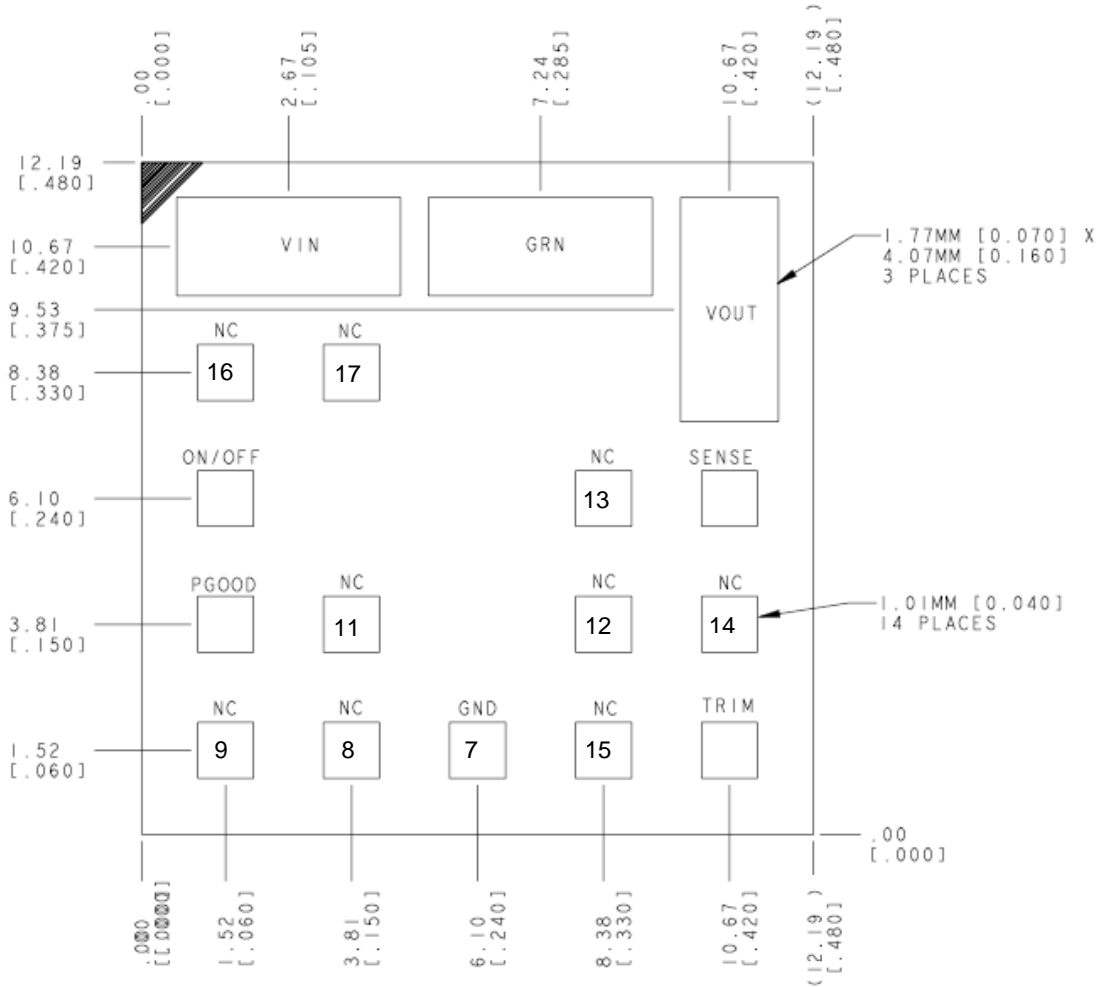 .00
[.000]
2.67
[.105]
7.24
[.285]
10.67
[.420]
(12.19 )
[.480]
12.19
[.480]
10.67
[.420]
VIN
GRN
1.77MM [0.070] X
4.07MM [0.160]
3 PLACES
9.53
[.375]
VOUT
NC
NC
8.38
[.330]
16
17
ON/OFF
NC
SENSE
6.10
[.240]
13
PGOOD
NC
NC
NC
3.81
[.150]
11
12
14
1.01MM [0.040]
14 PLACES
NC
NC
GND
NC
TRIM
1.52
[.060]
9
8
7
15
.00
[.000]
1.52
[.060]
3.81
[.150]
6.10
[.240]
8.38
[.330]
10.67
[.420]
(12.19 )
[.480]